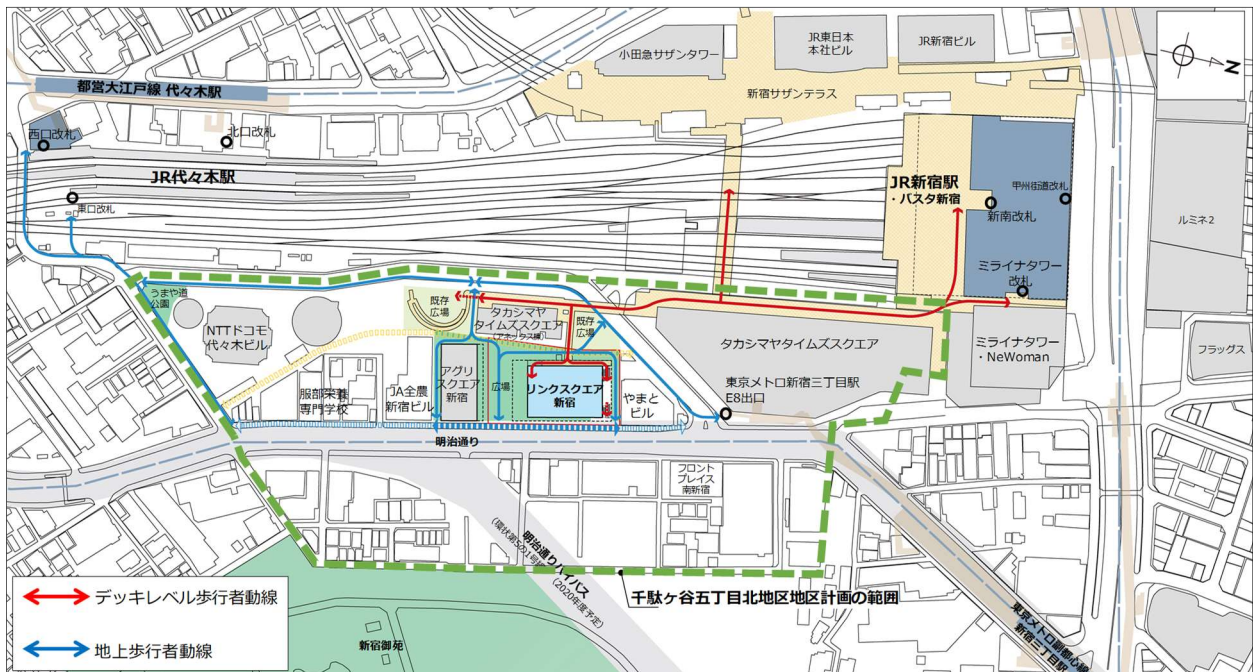 小田急サザンタワー
JR東日本
本社ビル
JR新宿ビル
N
都営大江戸線 代々木駅
新宿サザンテラス
西口改札
北口改札
JR代々木駅
東口改札
JR新宿駅
・バスタ新宿
甲州街道改札
新南改札
ルミネ2
ミライナタワー
改札
うまや道
公園
既存
広場
タカシマヤ
タイムズスクエア
(アネックス棟)
既存
広場
NTTドコモ
代々木ビル
タカシマヤタイムズスクエア
ミライナタワー
・NeWoman
フラッグス
服部栄養
専門学校
JA全農
新宿ビル
アグリ
スクエア
新宿
広場
リンクスクエア
新宿
やまと
ビル
東京メトロ新宿三丁目駅
E8出口
明治通り
フロント
プレイス
南新宿
明治通りバイパス
(2020年度予定)
千駄ヶ谷五丁目北地区地区計画の範囲
デッキレベル歩行者動線
地上歩行者動線
新宿御苑
東京メトロ副都心線
新宿三丁目駅